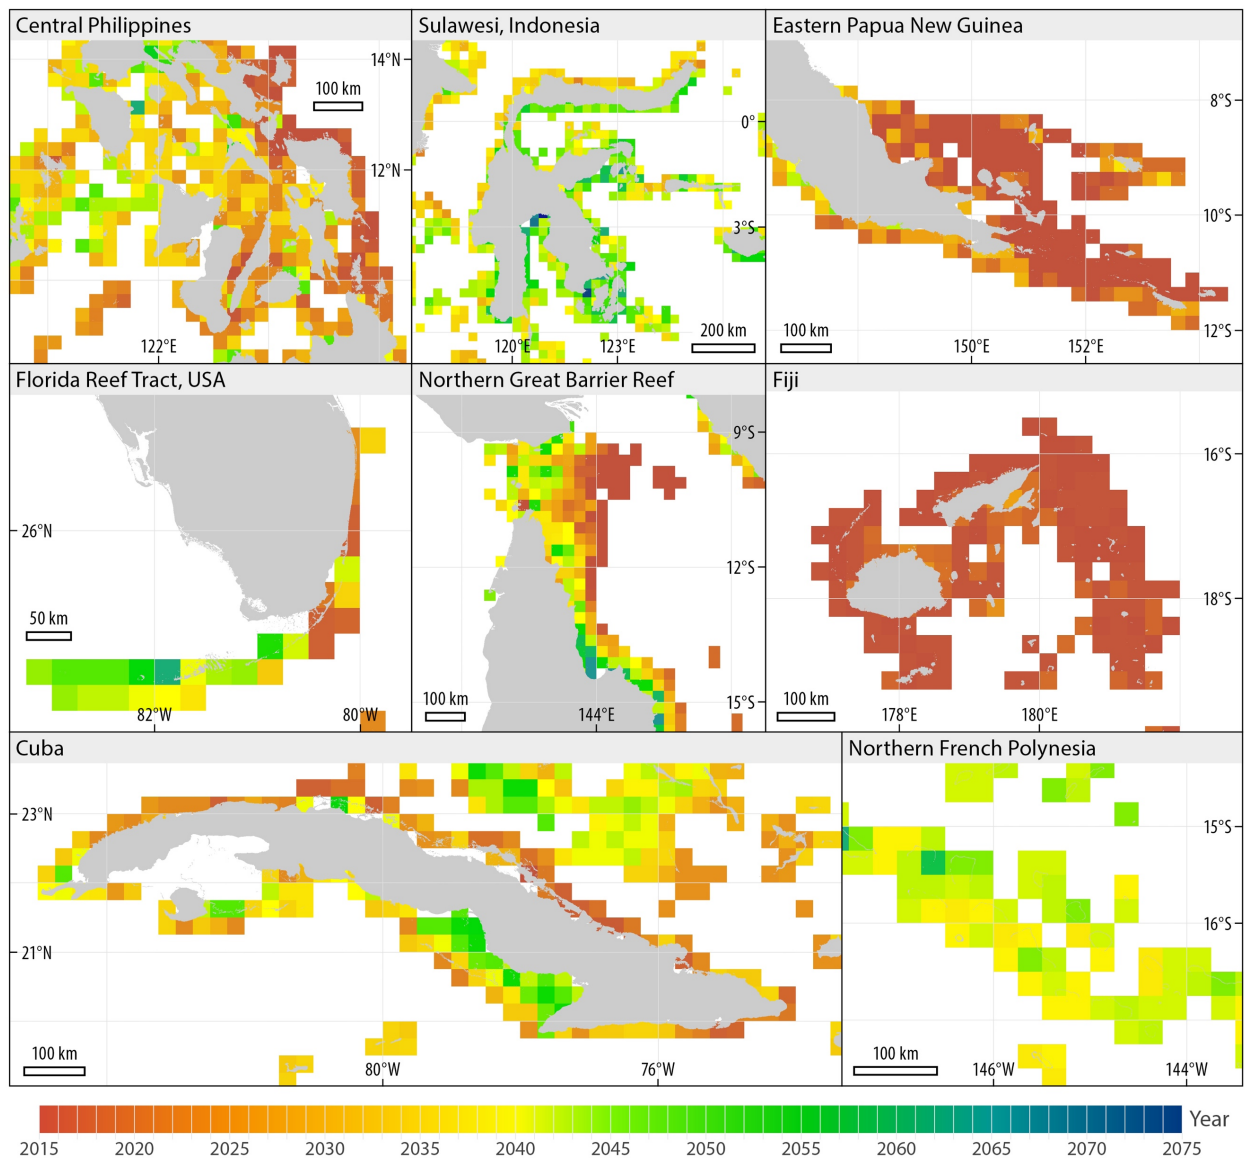 Central Philippines
Sulawesi, Indonesia
Eastern Papua New Guinea
14°N
100 km
8°S
0°
12°N
10°S
3°S
200 km
100 km
12°S
122°E
120°E 123°E
150°E 152°E
Florida Reef Tract, USA
Northern Great Barrier Reef
Fiji
9°S
16°S
26°N
12°S
18°S
50 km
15°S
100 km
100 km
82°W 80°W
144°E
178°E 180°E
Cuba
Northern French Polynesia
23°N
15°S
16°S
21°N
100 km
100 km
80°W 76°W
146°W 144°W
Year
2015 2020 2025 2030 2035 2040 2045 2050 2055 2060 2065 2070 2075